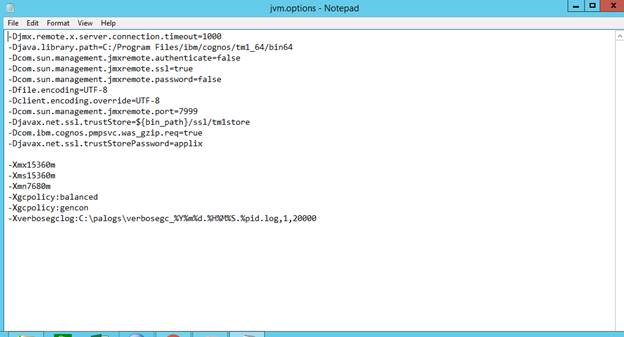 jvm.options - Notepad
File Edit Format View Help
-Djmx.remote.x.server.connection.timeout=1000
-Djava.library.path=C:/Program Files/ibm/cognos/tm1_64/bin64
-Dcom.sun.management.jmxremote.authenticate=false
-Dcom.sun.management.jmxremote.ssl=true
-Dcom.sun.management.jmxremote.password=false
-Dfile.encoding=UTF-8
-Dclient.encoding.override=UTF-8
-Dcom.sun.management.jmxremote.port=7999
-Djavax.net.ssl.trustStore=${bin_path}/ssl/tm1store
-Dcom.ibm.cognos.pmpsvc.was_gzip.req=true
-Djavax.net.ssl.trustStorePassword=applix
-Xmx15360m
-Xms15360m
-Xmn7680m
-Xgcpolicy:balanced
-Xgcpolicy:gencon
-Xverbosegclog:C:\palogs\verbosegc_%Y%m%d.%H%M%S.%pid.log,1,20000